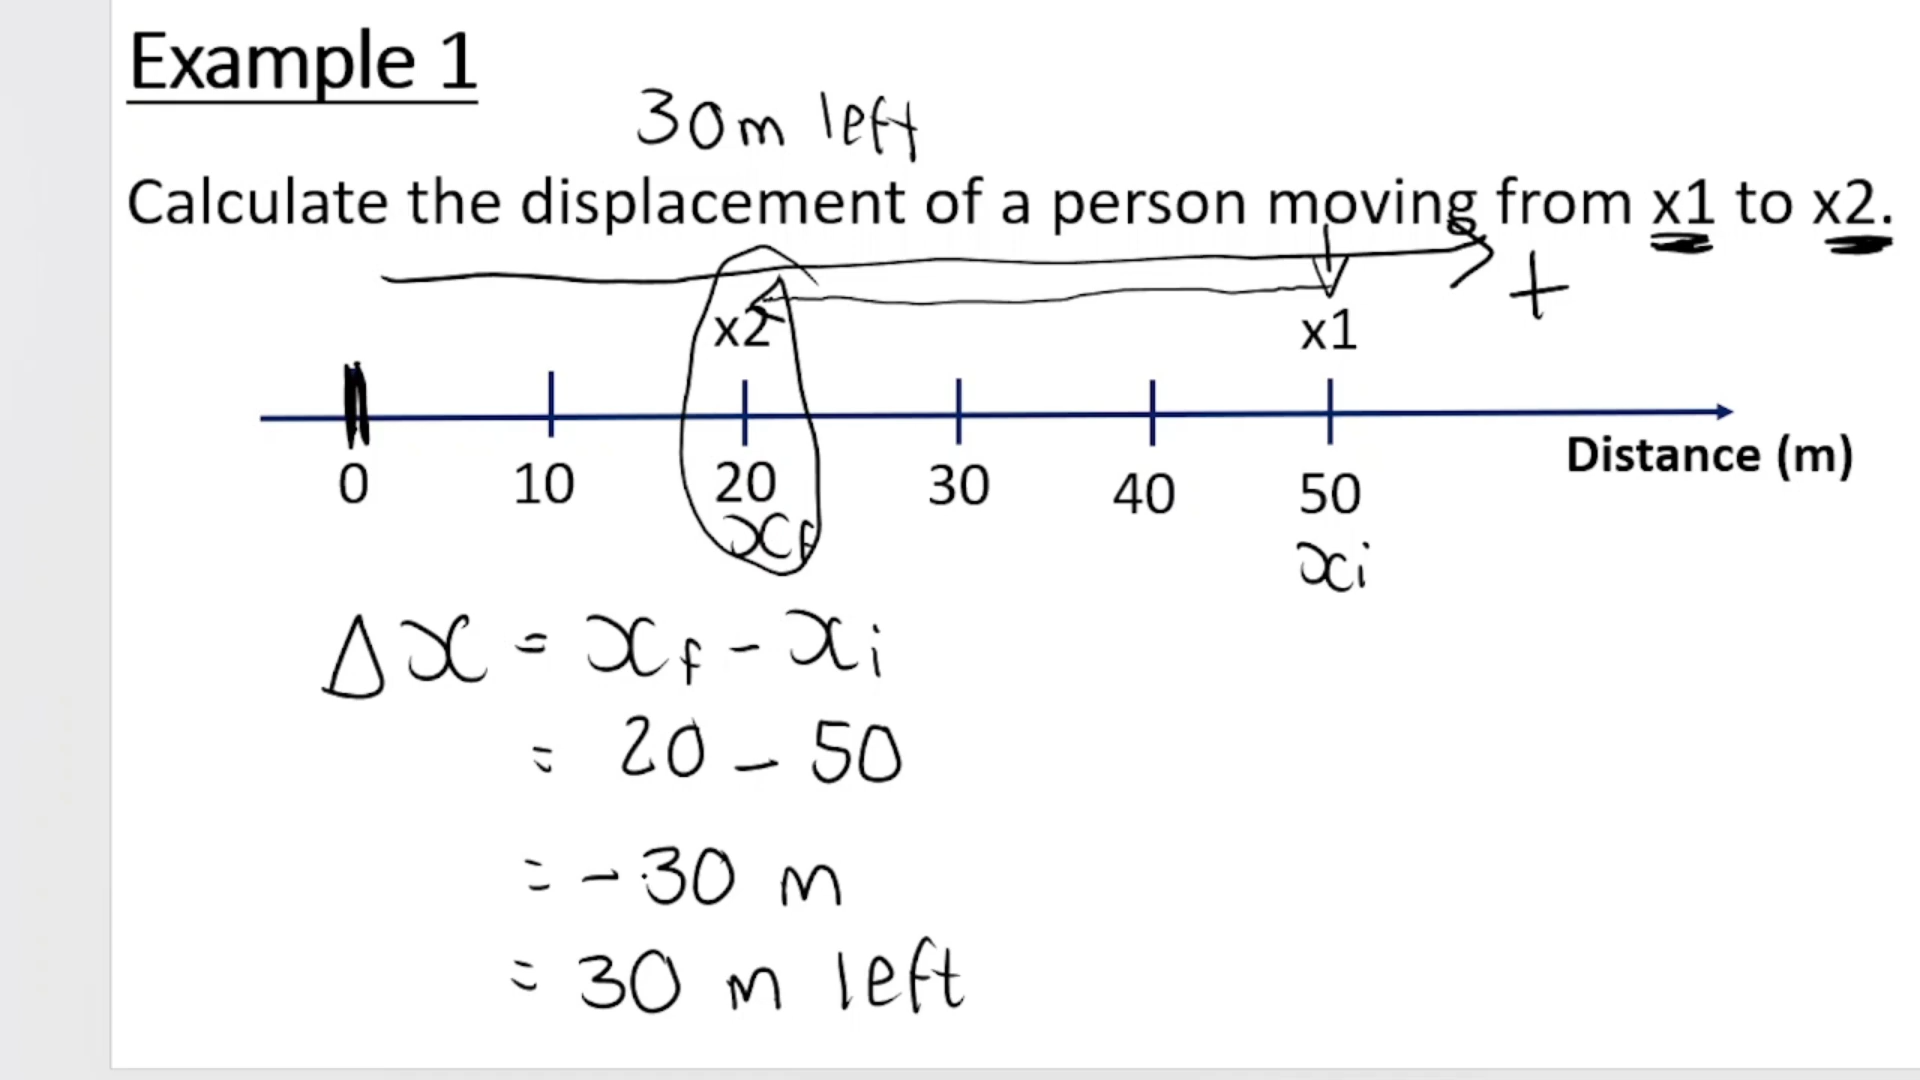 Example 1
30m left
Calculate the displacement of a person moving from x1 to x2.
+
x2 x1
0 10 20 30 40 50 Distance (m)
xf xi
Δx = xf - xi
= 20 - 50
= -30 m
= 30 m left